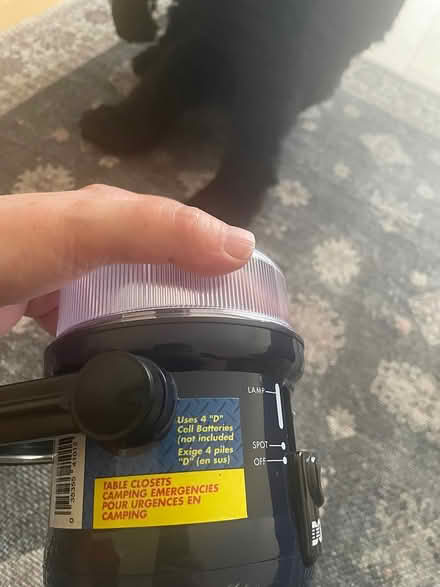 Uses 4 "D"
Cell Batteries
(not included
Exige 4 piles
"D" (en sus)
TABLE CLOSETS
CAMPING EMERGENCIES
POUR URGENCES EN
CAMPING
LAMP
SPOT
OFF